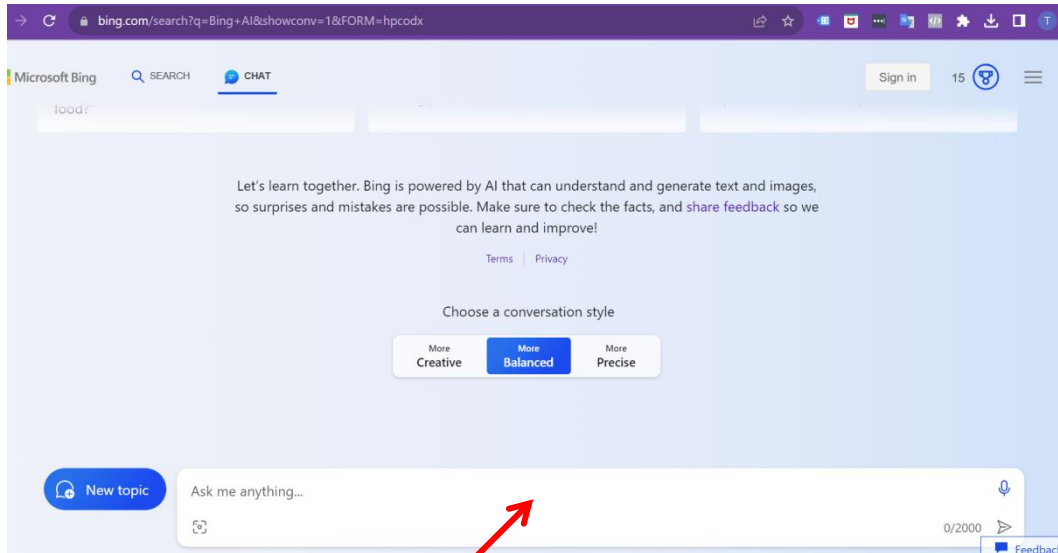 bing.com/search?q=Bing+AI&showconv=1&FORM=hpcodx
T
Microsoft Bing
SEARCH
CHAT
Sign in
15
food?"
Let's learn together. Bing is powered by AI that can understand and generate text and images,
so surprises and mistakes are possible. Make sure to check the facts, and share feedback so we
can learn and improve!
Terms | Privacy
Choose a conversation style
More
Creative
More
Balanced
More
Precise
New topic
Ask me anything...
0/2000
Feedbac